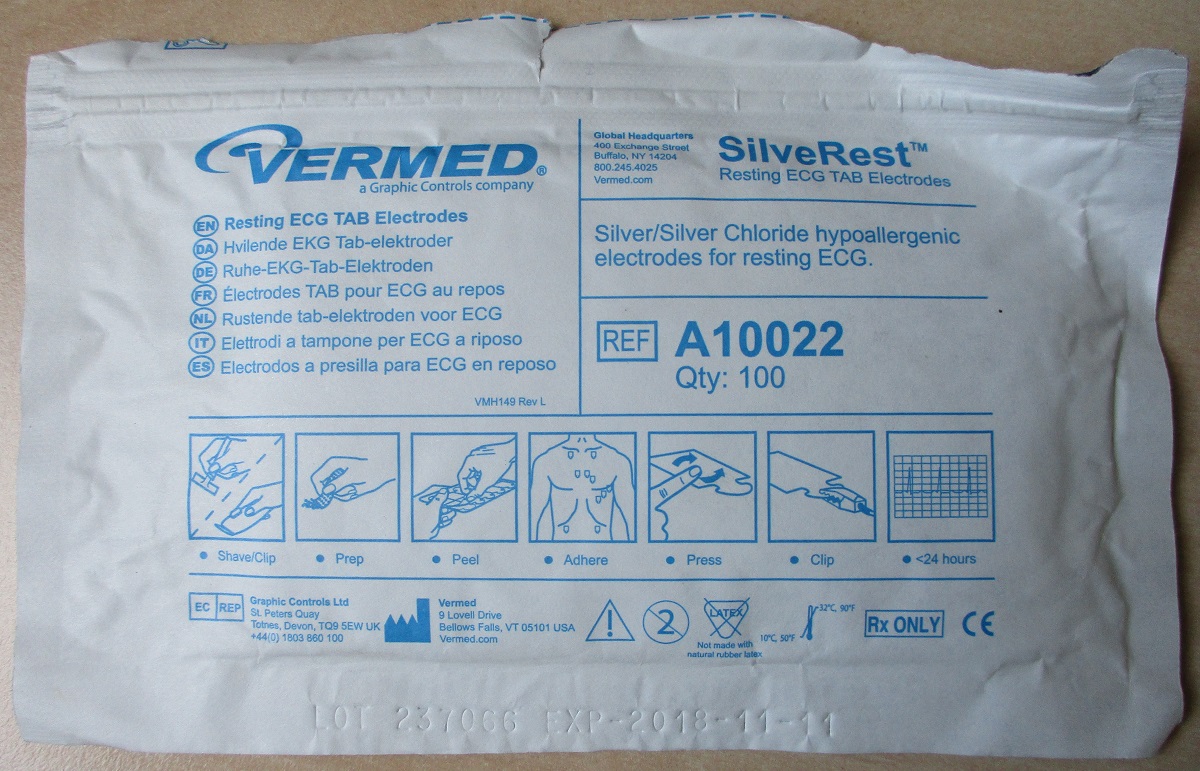 VERMED®
a Graphic Controls company
EN Resting ECG TAB Electrodes
DA Hvilende EKG Tab-elektroder
DE Ruhe-EKG-Tab-Elektroden
FR Électrodes TAB pour ECG au repos
NL Rustende tab-elektroden voor ECG
IT Elettrodi a tampone per ECG a riposo
ES Electrodos a presilla para ECG en reposo
VMH149 Rev L
Global Headquarters
400 Exchange Street
Buffalo, NY 14204
800.245.4025
Vermed.com
SilveRest™
Resting ECG TAB Electrodes
Silver/Silver Chloride hypoallergenic
electrodes for resting ECG.
REF A10022
Qty: 100
• Shave/Clip • Prep • Peel • Adhere • Press • Clip • <24 hours
EC REP
Graphic Controls Ltd
St. Peters Quay
Totnes, Devon, TQ9 5EW UK
+44(0) 1803 860 100
Vermed
9 Lovell Drive
Bellows Falls, VT 05101 USA
Vermed.com
2
LATEX
Not made with
natural rubber latex
32°C, 90°F
10°C, 50°F
Rx ONLY
CE
LOT 237066 EXP-2018-11-11